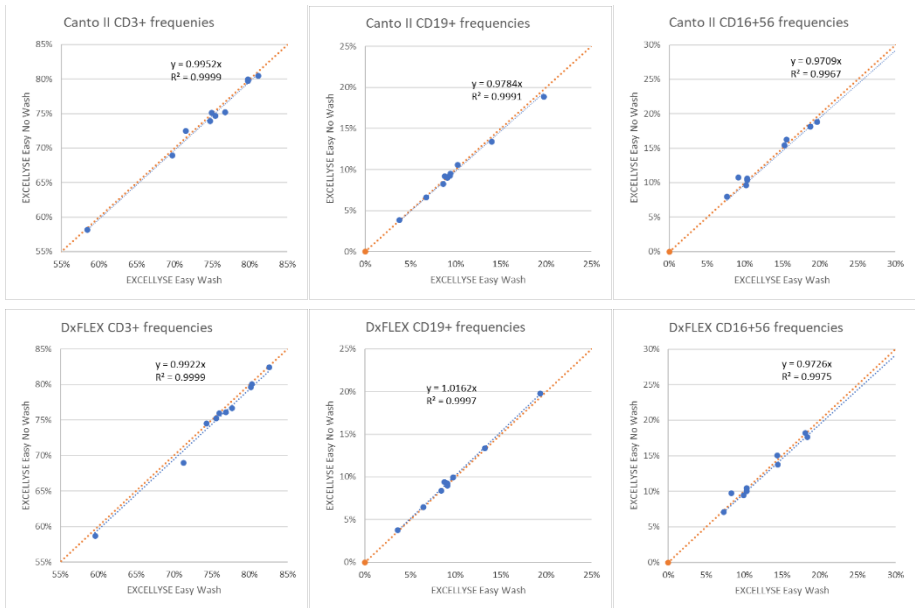 Canto II CD3+ frequenies
85%
80%
75%
70%
65%
60%
55%
55% 60% 65% 70% 75% 80% 85%
y = 0.9952x
R² = 0.9999
EXCELLYSE Easy No Wash
EXCELLYSE Easy Wash
Canto II CD19+ frequencies
25%
20%
15%
10%
5%
0%
0% 5% 10% 15% 20% 25%
y = 0.9784x
R² = 0.9991
EXCELLYSE Easy No Wash
EXCELLYSE Easy Wash
Canto II CD16+56 frequencies
30%
25%
20%
15%
10%
5%
0%
0% 5% 10% 15% 20% 25% 30%
y = 0.9709x
R² = 0.9967
EXCELLYSE Easy No Wash
EXCELLYSE Easy Wash
DxFLEX CD3+ frequencies
85%
80%
75%
70%
65%
60%
55%
55% 60% 65% 70% 75% 80% 85%
y = 0.9922x
R² = 0.9999
EXCELLYSE Easy No Wash
EXCELLYSE Easy Wash
DxFLEX CD19+ frequencies
25%
20%
15%
10%
5%
0%
0% 5% 10% 15% 20% 25%
y = 1.0162x
R² = 0.9997
EXCELLYSE Easy No Wash
EXCELLYSE Easy Wash
DxFLEX CD16+56 frequencies
30%
25%
20%
15%
10%
5%
0%
0% 5% 10% 15% 20% 25% 30%
y = 0.9726x
R² = 0.9975
EXCELLYSE Easy No Wash
EXCELLYSE Easy Wash